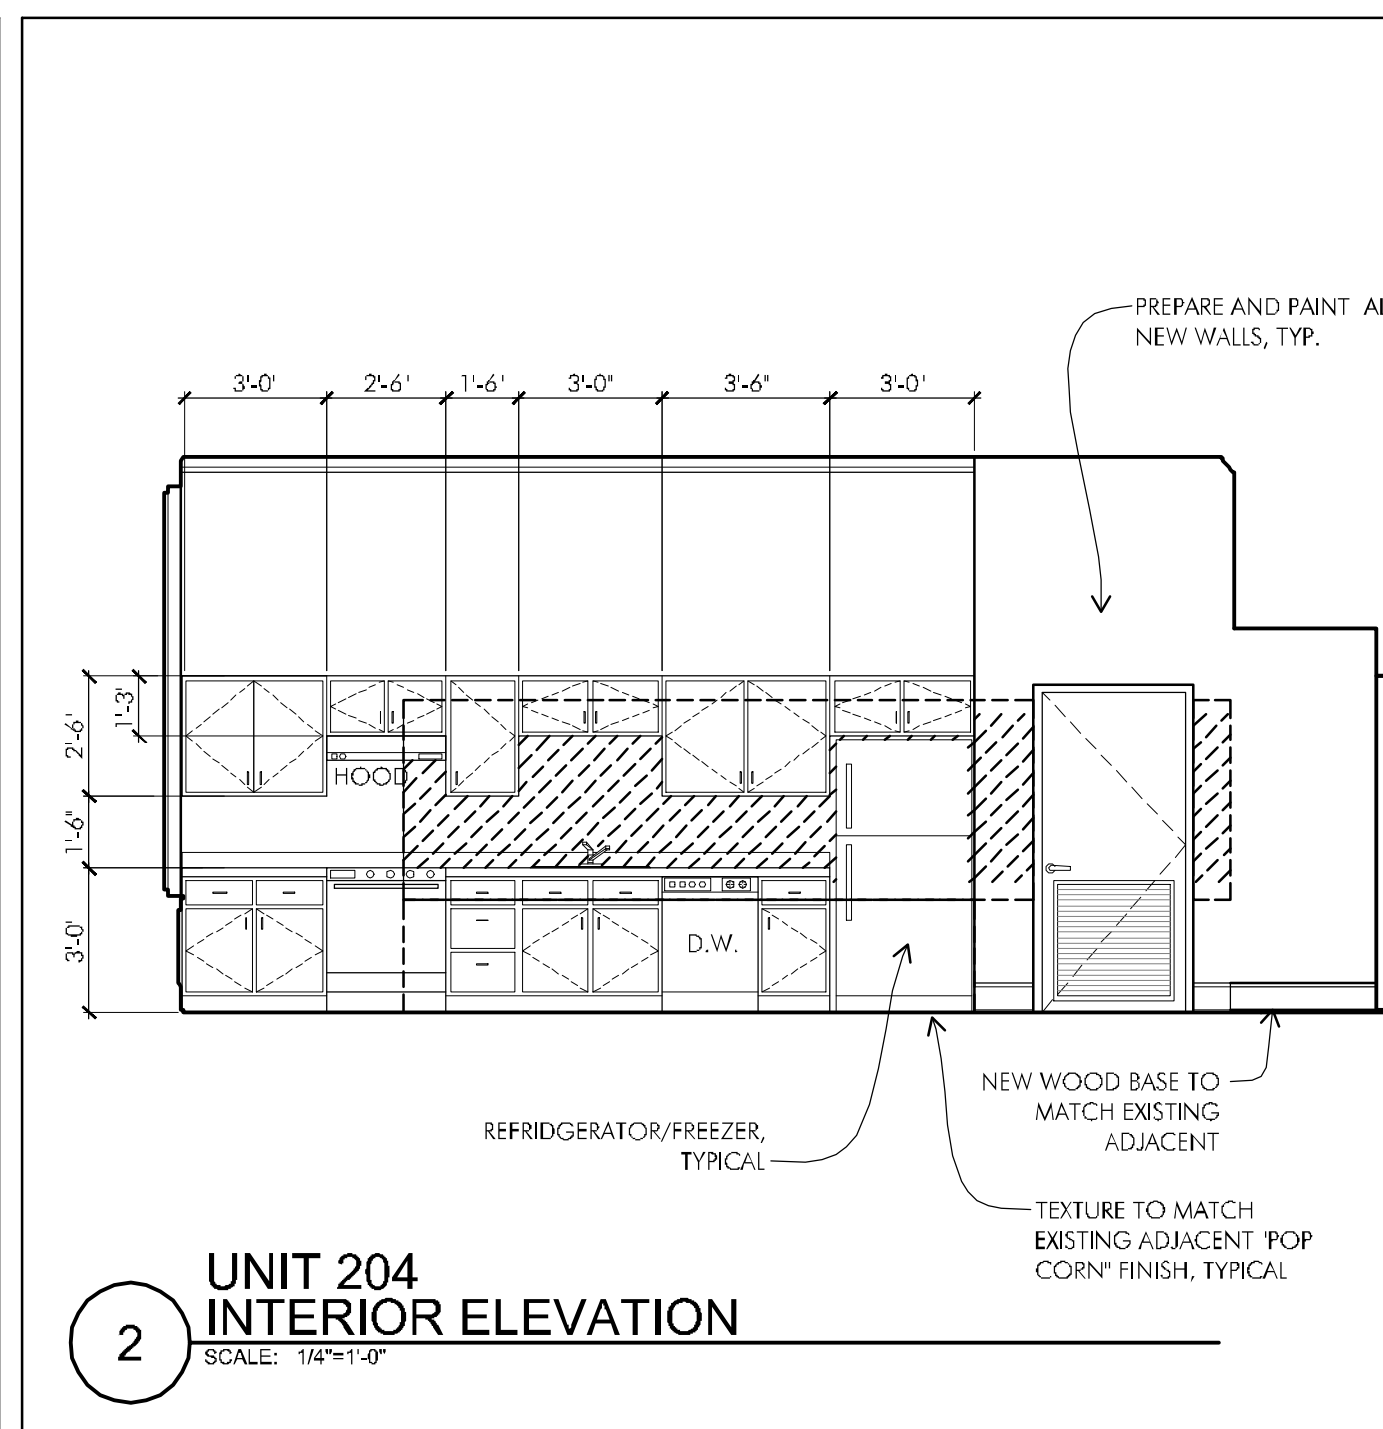 PREPARE AND PAINT AL
NEW WALLS, TYP.
3'-0'
2'-6'
1'-6'
3'-0"
3'-6"
3'-0'
2'-6'
1'-3'
1'-6"
3'-0'
HOOD
D.W.
NEW WOOD BASE TO
MATCH EXISTING
ADJACENT
REFRIDGERATOR/FREEZER,
TYPICAL
TEXTURE TO MATCH
EXISTING ADJACENT 'POP
CORN" FINISH, TYPICAL
2
UNIT 204
INTERIOR ELEVATION
SCALE: 1/4"=1'-0"